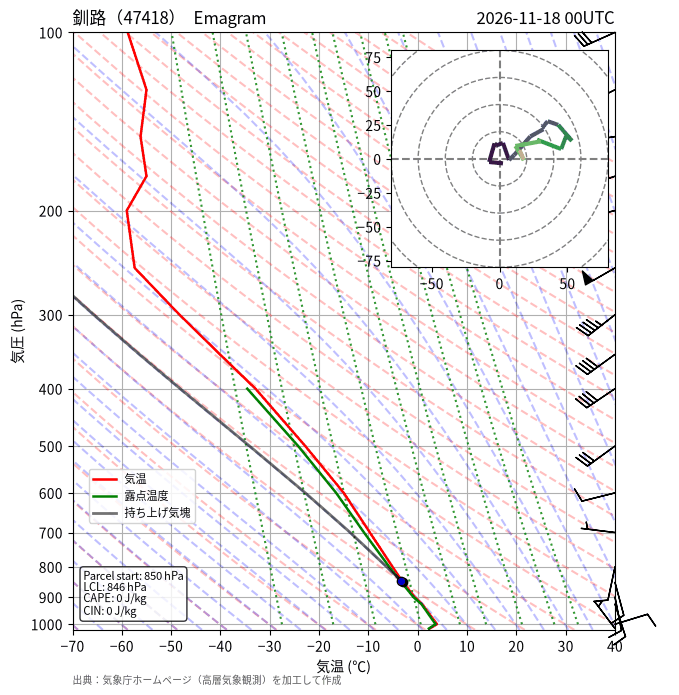 釧路（47418） Emagram
2026-11-18 00UTC
100
200
300
400
500
600
700
800
900
1000
気圧 (hPa)
75
50
25
0
−25
−50
−75
−50
0
50
気温
露点温度
持ち上げ気塊
Parcel start: 850 hPa
LCL: 846 hPa
CAPE: 0 J/kg
CIN: 0 J/kg
−70
−60
−50
−40
−30
−20
−10
0
10
20
30
40
気温 (℃)
出典：気象庁ホームページ（高層気象観測）を加工して作成